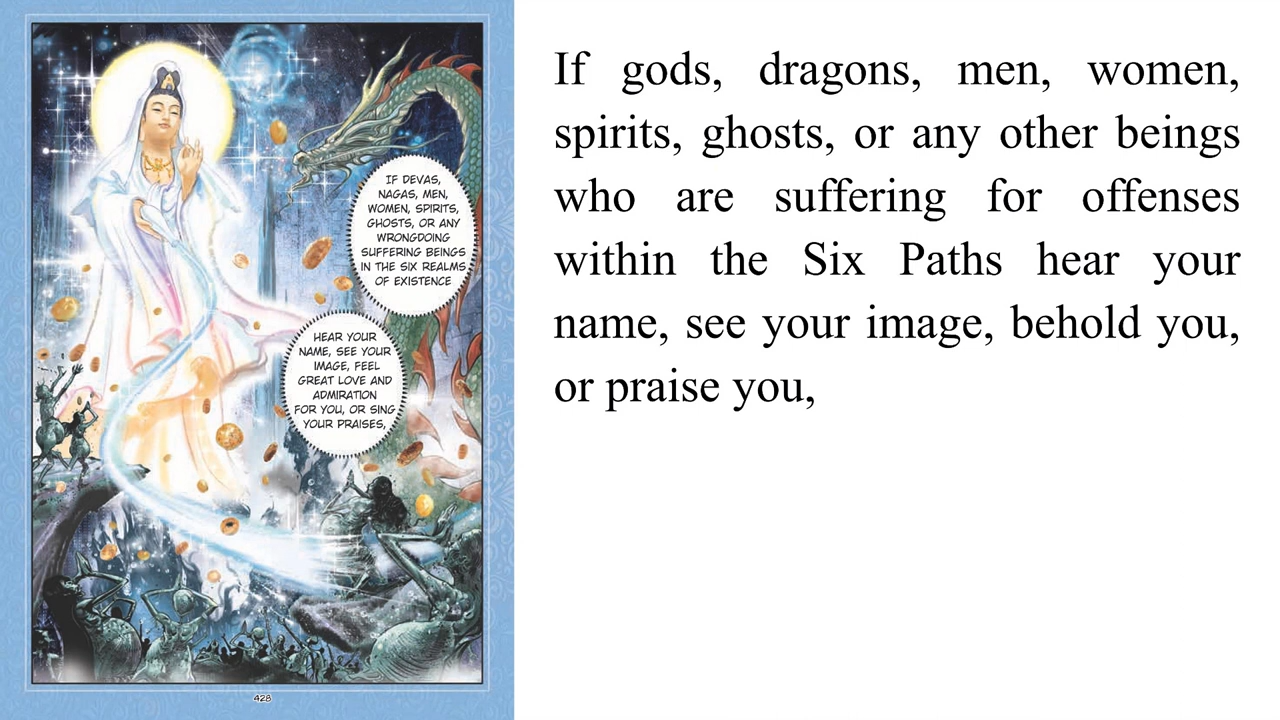 IF DEVAS,
NAGAS, MEN,
WOMEN, SPIRITS,
GHOSTS, OR ANY
WRONGDOING
SUFFERING BEINGS
IN THE SIX REALMS
OF EXISTENCE
HEAR YOUR
NAME, SEE YOUR
IMAGE, FEEL
GREAT LOVE AND
ADMIRATION
FOR YOU, OR SING
YOUR PRAISES,
428
If gods, dragons, men, women,
spirits, ghosts, or any other beings
who are suffering for offenses
within the Six Paths hear your
name, see your image, behold you,
or praise you,